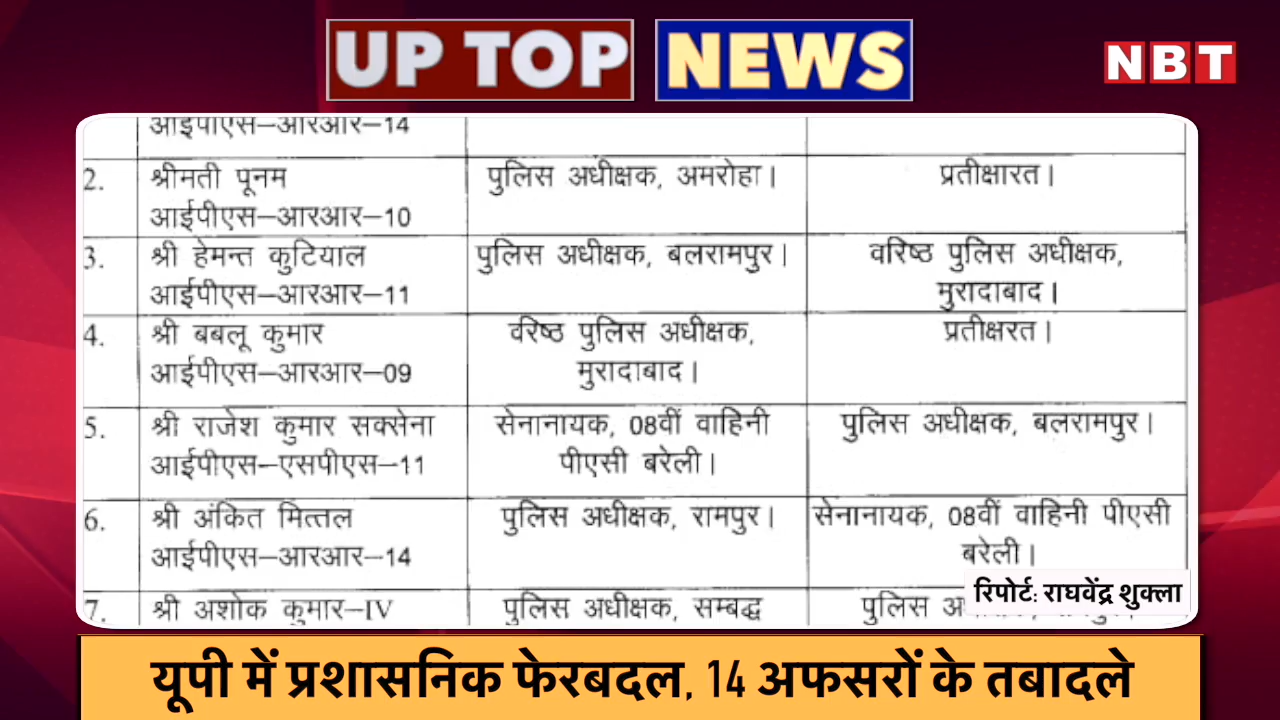 UP TOP NEWS
NBT
आईपीएस–आरआर–14
2. श्रीमती पूनम पुलिस अधीक्षक, अमरोहा। प्रतीक्षारत।
आईपीएस–आरआर–10
3. श्री हेमन्त कुटियाल पुलिस अधीक्षक, बलरामपुर। वरिष्ठ पुलिस अधीक्षक,
आईपीएस–आरआर–11 मुरादाबाद।
4. श्री बबलू कुमार वरिष्ठ पुलिस अधीक्षक, प्रतीक्षरत।
आईपीएस–आरआर–09 मुरादाबाद।
5. श्री राजेश कुमार सक्सेना सेनानायक, 08वीं वाहिनी पुलिस अधीक्षक, बलरामपुर।
आईपीएस–एसपीएस–11 पीएसी बरेली।
6. श्री अंकित मित्तल पुलिस अधीक्षक, रामपुर। सेनानायक, 08वीं वाहिनी पीएसी
आईपीएस–आरआर–14 बरेली।
7. श्री अशोक कुमार–IV पुलिस अधीक्षक, सम्बद्ध पुलिस
रिपोर्ट: राघवेंद्र शुक्ला
यूपी में प्रशासनिक फेरबदल, 14 अफसरों के तबादले